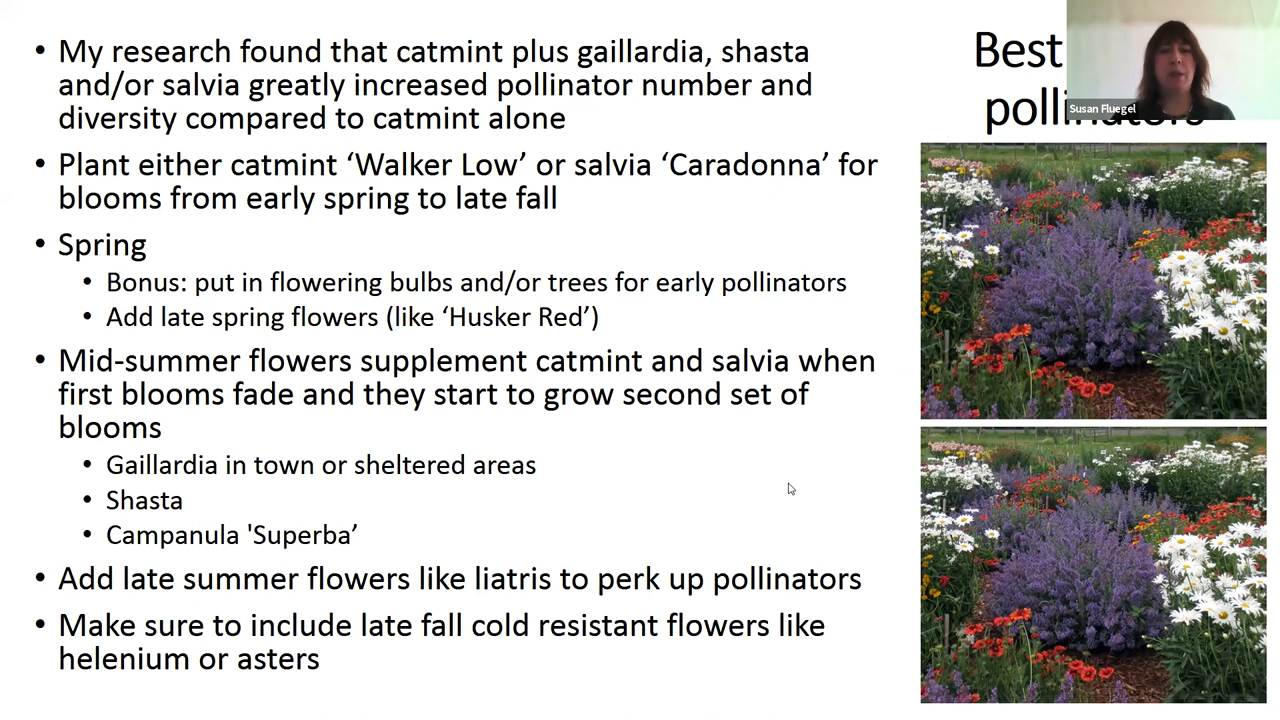 • My research found that catmint plus gaillardia, shasta
and/or salvia greatly increased pollinator number and
diversity compared to catmint alone
• Plant either catmint ‘Walker Low’ or salvia ‘Caradonna’ for
blooms from early spring to late fall
• Spring
• Bonus: put in flowering bulbs and/or trees for early pollinators
• Add late spring flowers (like ‘Husker Red’)
• Mid-summer flowers supplement catmint and salvia when
first blooms fade and they start to grow second set of
blooms
• Gaillardia in town or sheltered areas
• Shasta
• Campanula 'Superba’
• Add late summer flowers like liatris to perk up pollinators
• Make sure to include late fall cold resistant flowers like
helenium or asters
Best
pollinators
Susan Fluegel